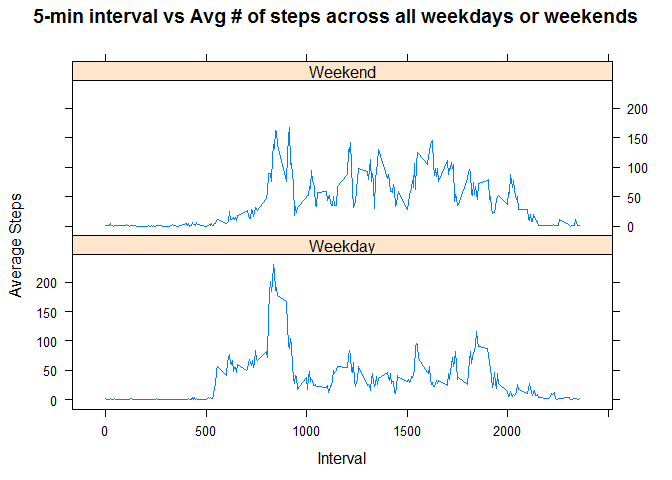 5-min interval vs Avg # of steps across all weekdays or weekends
Weekend
200
150
100
50
0
Weekday
200
150
100
50
0
Average Steps
0 500 1000 1500 2000
Interval